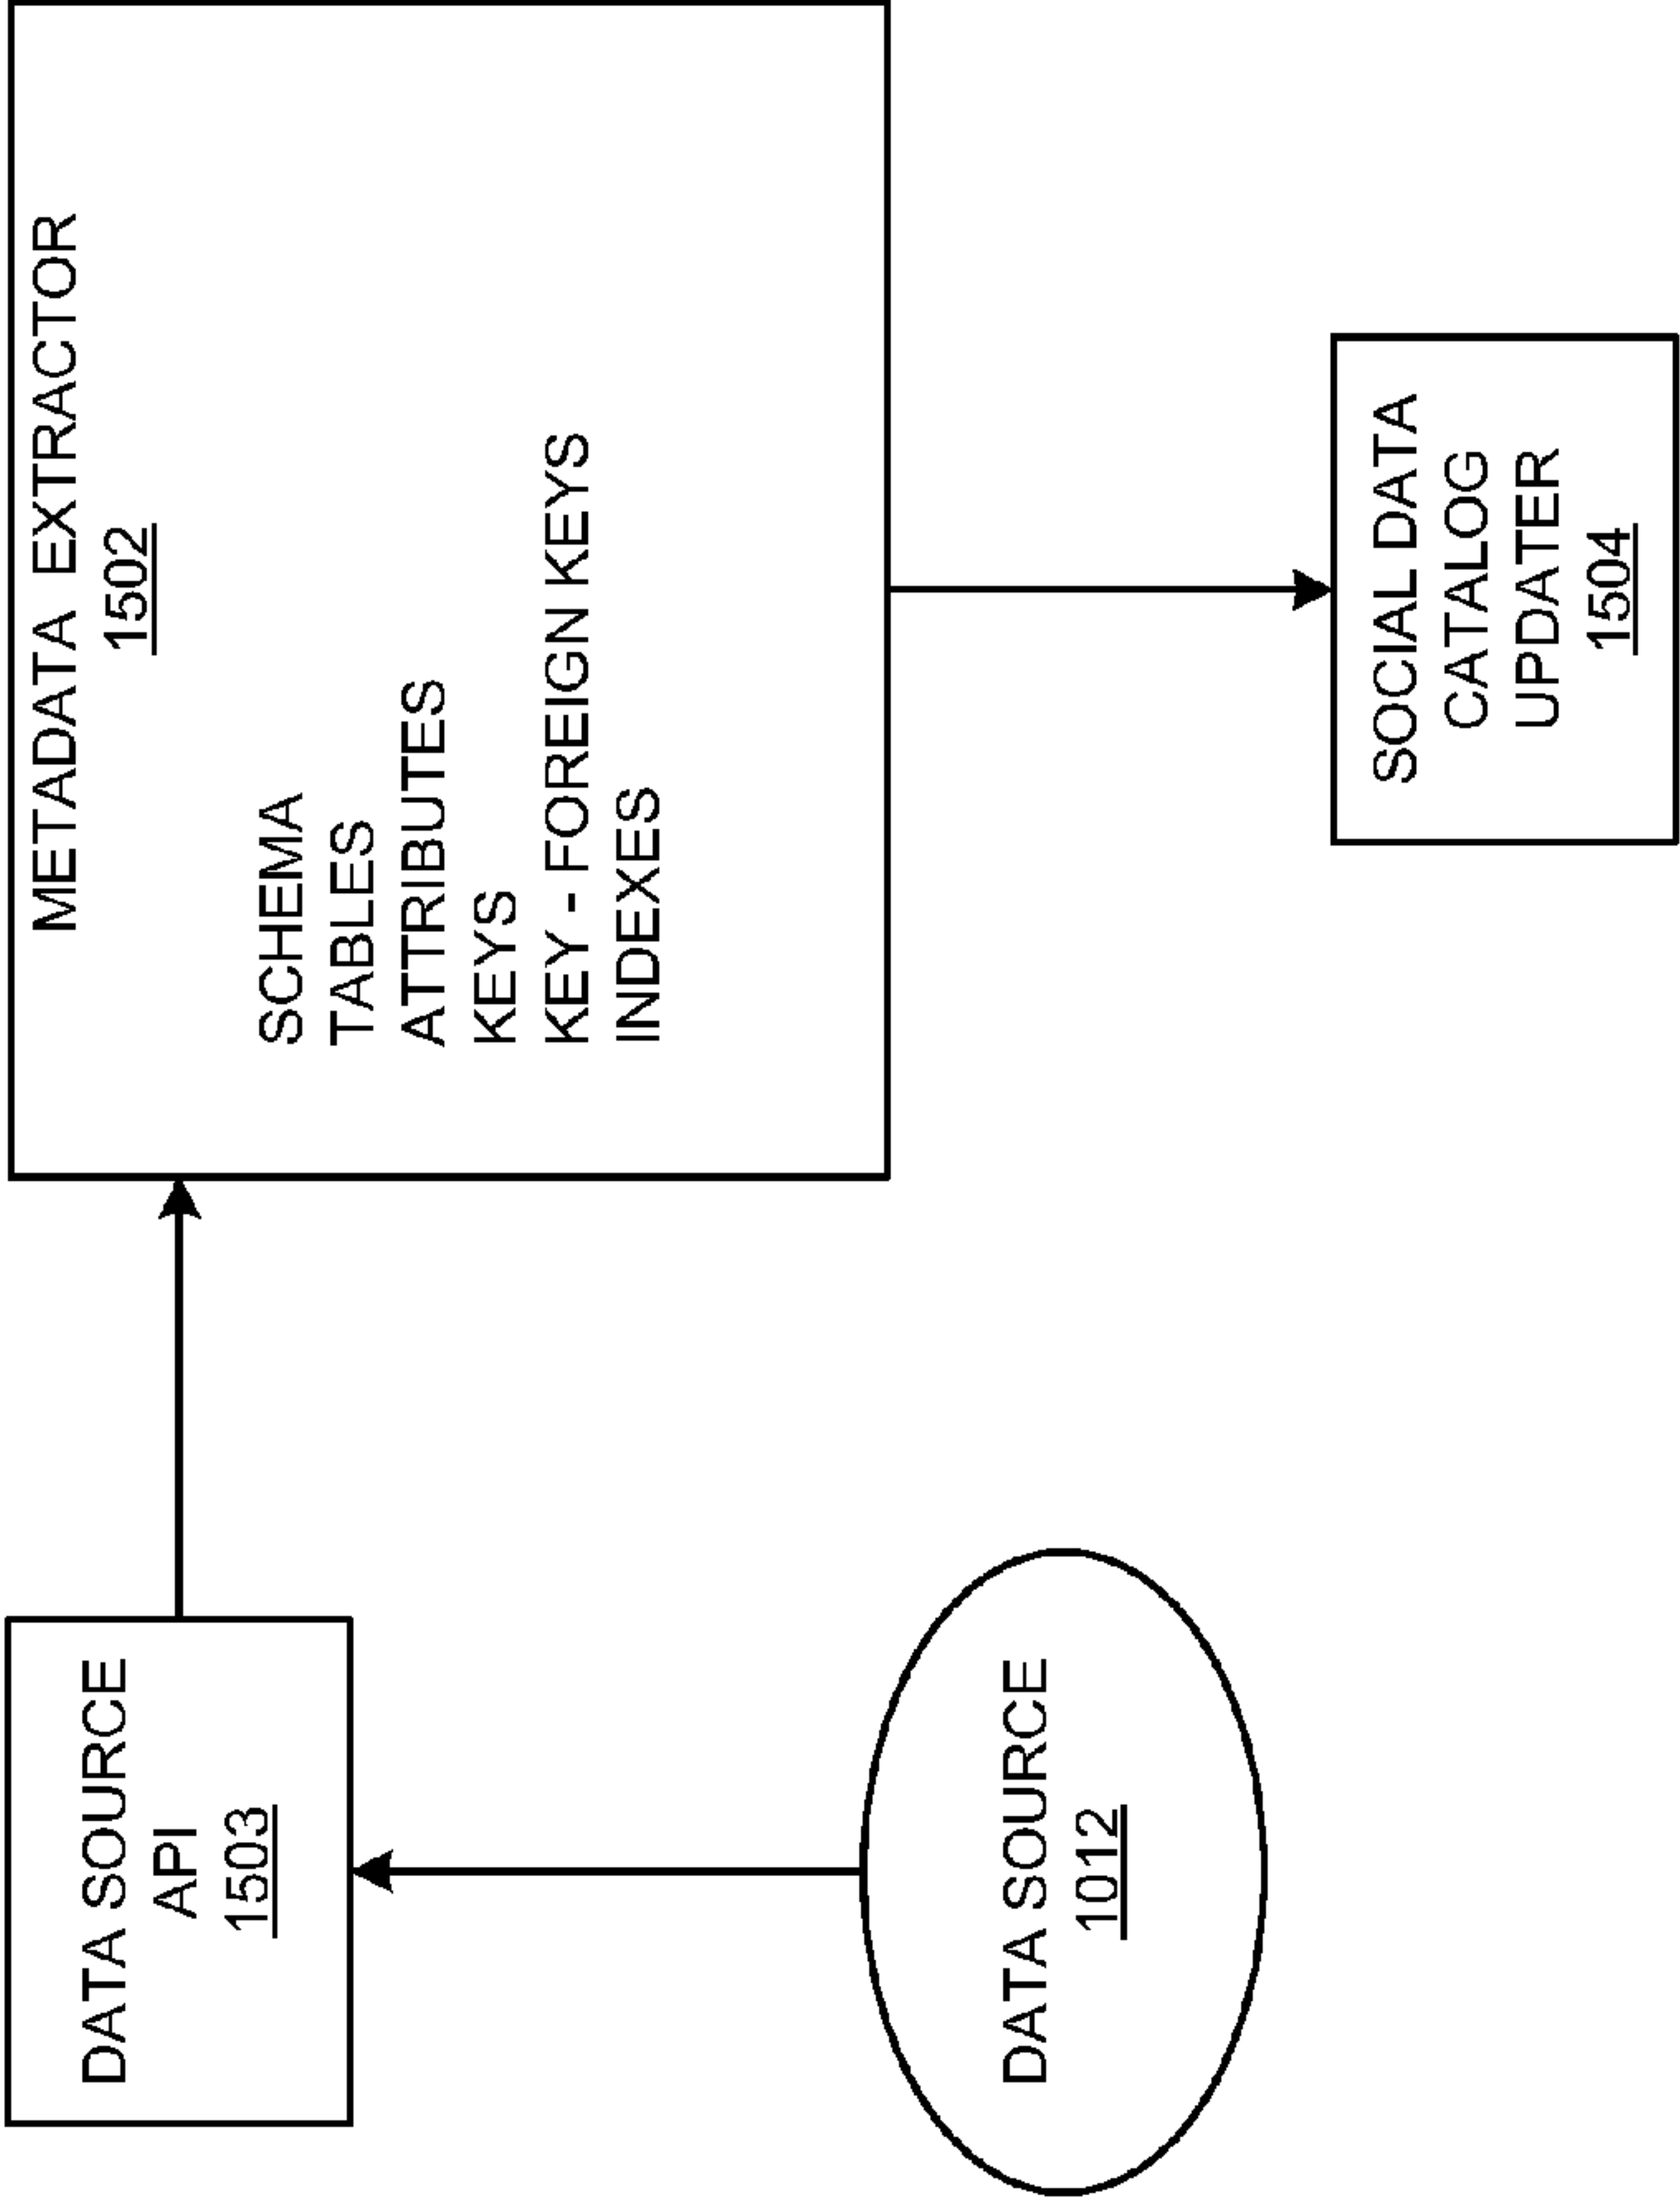 DATA SOURCE
API
1503
METADATA EXTRACTOR
1502
SCHEMA
TABLES
ATTRIBUTES
KEYS
KEY - FOREIGN KEYS
INDEXES
DATA SOURCE
1012
SOCIAL DATA
CATALOG
UPDATER
1504